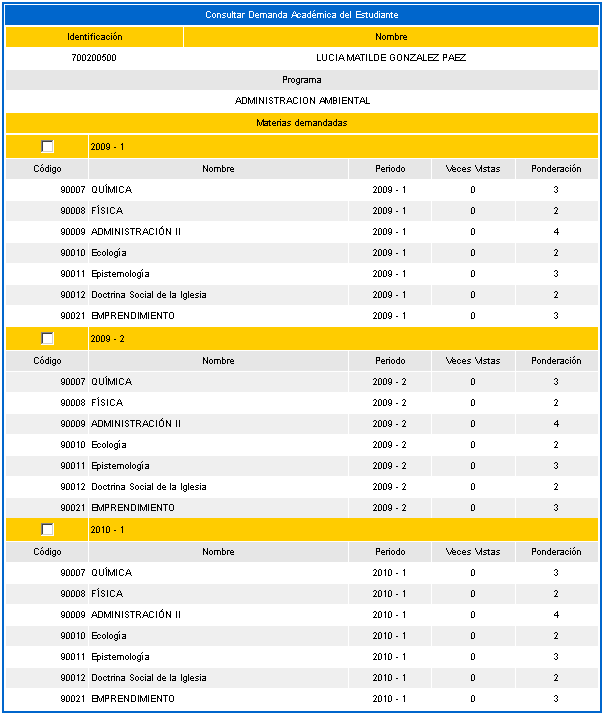 Consultar Demanda Académica del Estudiante
Identificación Nombre
700200500 LUCIA MATILDE GONZALEZ PAEZ
Programa
ADMINISTRACION AMBIENTAL
Materias demandadas
2009 - 1
Código Nombre Periodo Veces Vistas Ponderación
90007 QUÍMICA 2009 - 1 0 3
90008 FÍSICA 2009 - 1 0 2
90009 ADMINISTRACIÓN II 2009 - 1 0 4
90010 Ecología 2009 - 1 0 2
90011 Epistemología 2009 - 1 0 3
90012 Doctrina Social de la Iglesia 2009 - 1 0 2
90021 EMPRENDIMIENTO 2009 - 1 0 3
2009 - 2
Código Nombre Periodo Veces Vistas Ponderación
90007 QUÍMICA 2009 - 2 0 3
90008 FÍSICA 2009 - 2 0 2
90009 ADMINISTRACIÓN II 2009 - 2 0 4
90010 Ecología 2009 - 2 0 2
90011 Epistemología 2009 - 2 0 3
90012 Doctrina Social de la Iglesia 2009 - 2 0 2
90021 EMPRENDIMIENTO 2009 - 2 0 3
2010 - 1
Código Nombre Periodo Veces Vistas Ponderación
90007 QUÍMICA 2010 - 1 0 3
90008 FÍSICA 2010 - 1 0 2
90009 ADMINISTRACIÓN II 2010 - 1 0 4
90010 Ecología 2010 - 1 0 2
90011 Epistemología 2010 - 1 0 3
90012 Doctrina Social de la Iglesia 2010 - 1 0 2
90021 EMPRENDIMIENTO 2010 - 1 0 3